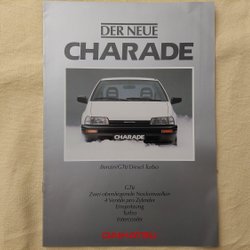 DER NEUE
CHARADE
CHARADE
Benzin/GTti/Diesel Turbo
GTti
Zwei obenliegende Nockenwellen
4 Ventile pro Zylinder
Einspritzung
Turbo
Intercooler
DAIHATSU